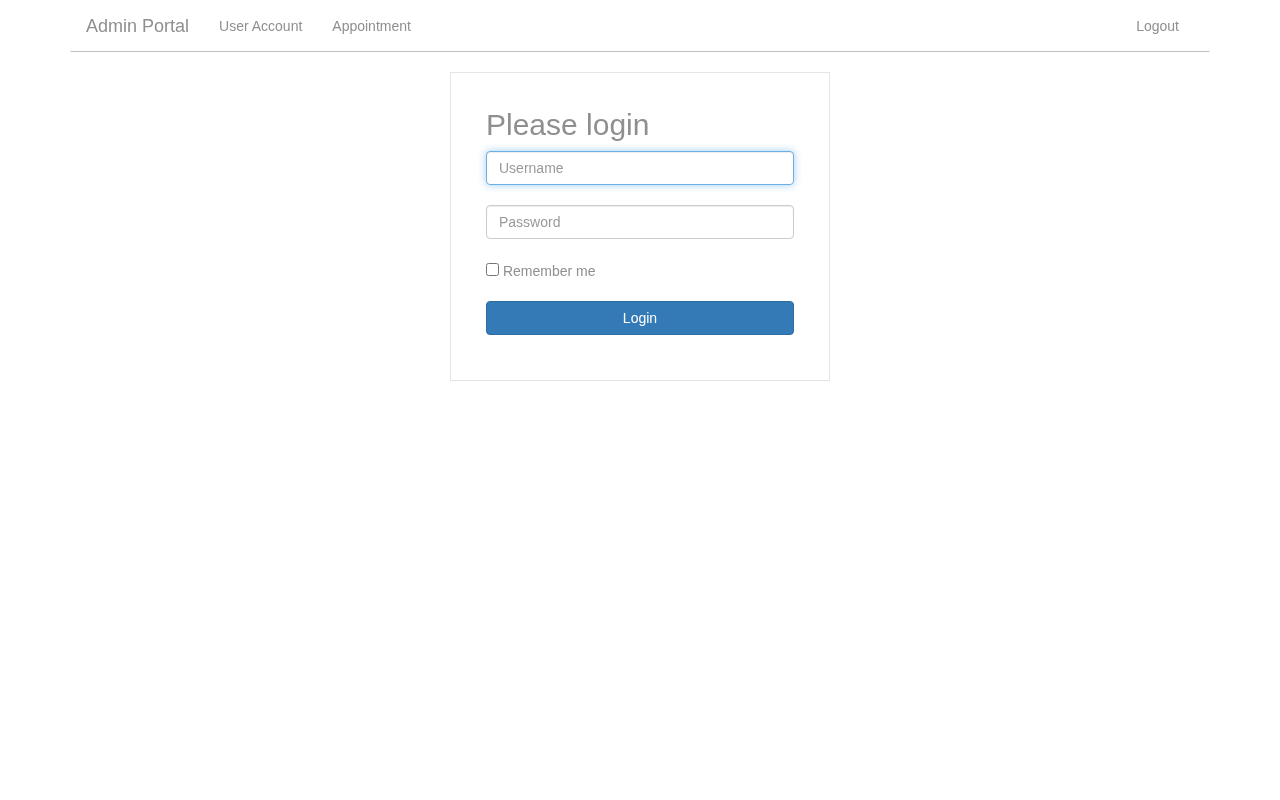 Admin Portal User Account Appointment Logout
Please login
Username
Password
Remember me
Login